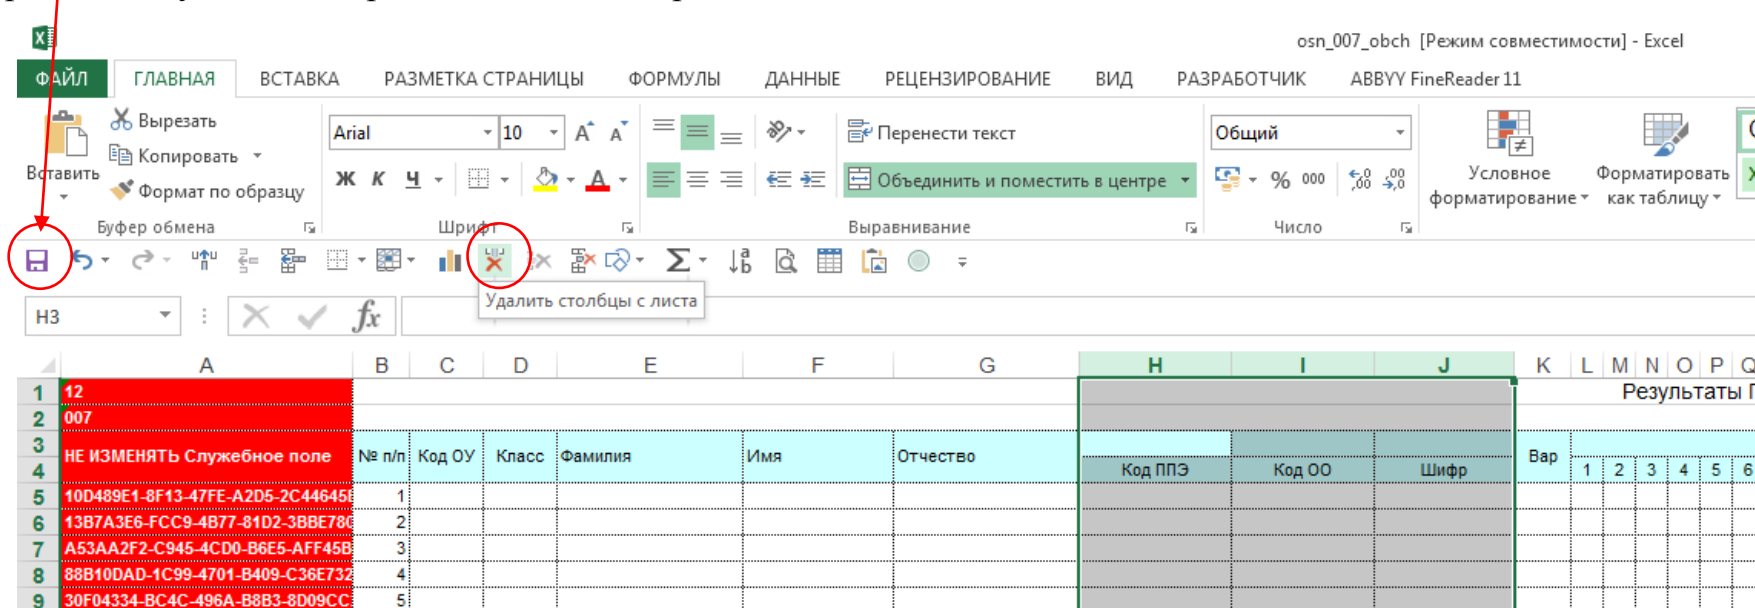 osn_007_obch [Режим совместимости] - Excel
ФАЙЛ ГЛАВНАЯ ВСТАВКА РАЗМЕТКА СТРАНИЦЫ ФОРМУЛЫ ДАННЫЕ РЕЦЕНЗИРОВАНИЕ ВИД РАЗРАБОТЧИК ABBYY FineReader 11
Вставить
Вырезать
Копировать
Формат по образцу
Буфер обмена
Arial 10
Ж К Ч
Шрифт
Перенести текст
Объединить и поместить в центре
Выравнивание
Общий
% 000
Число
Условное форматирование
Форматировать как таблицу
Удалить столбцы с листа
H3 fx
A B C D E F G H I J K L M N O P Q
1 12 Результаты
2 007
3 НЕ ИЗМЕНЯТЬ Служебное поле № п/п Код ОУ Класс Фамилия Имя Отчество Вар
4 Код ППЭ Код ОО Шифр 1 2 3 4 5 6
5 10D489E1-8F13-47FE-A2D5-2C44645 1
6 13B7A3E6-FCC9-4B77-81D2-3BBE780 2
7 A53AA2F2-C945-4CD0-B6E5-AFF45B 3
8 88B10DAD-1C99-4701-B409-C36E732 4
9 30F04334-BC4C-496A-B8B3-8D09CC 5